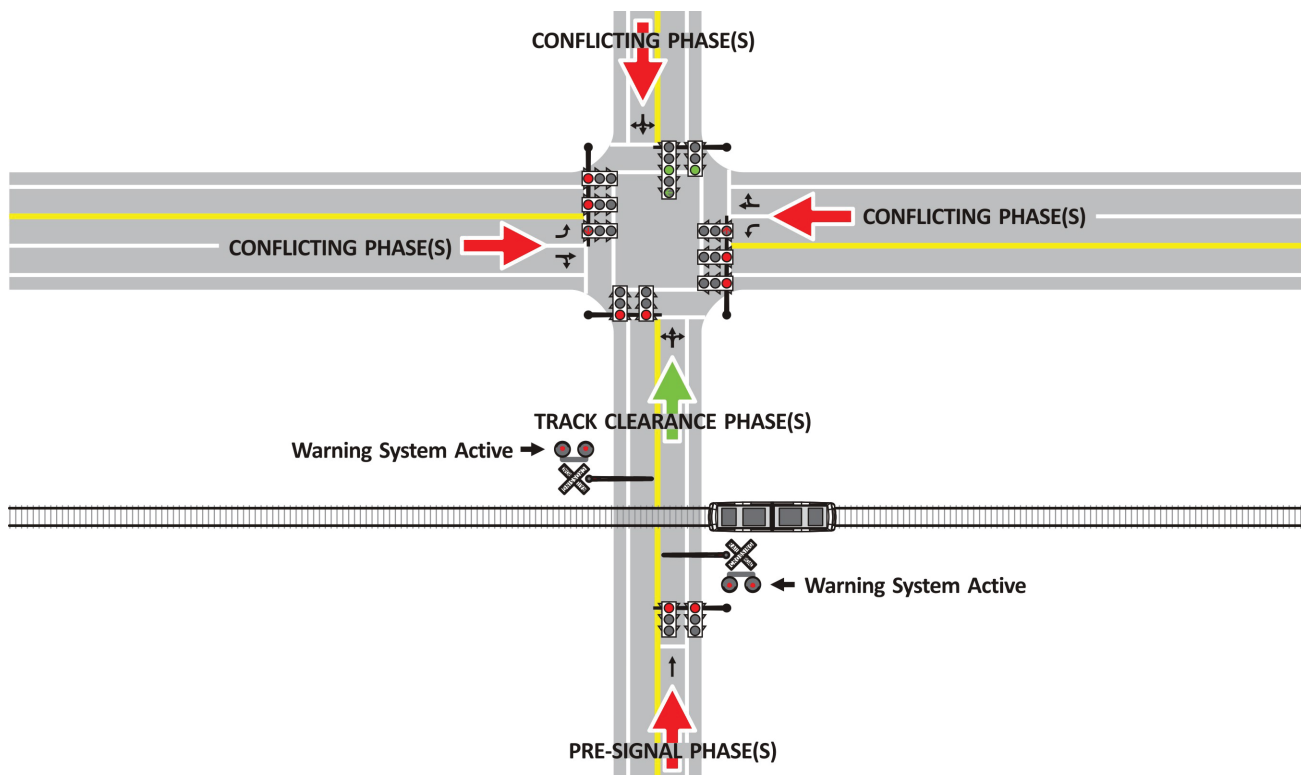 CONFLICTING PHASE(S)
CONFLICTING PHASE(S)
CONFLICTING PHASE(S)
TRACK CLEARANCE PHASE(S)
Warning System Active
Warning System Active
PRE-SIGNAL PHASE(S)